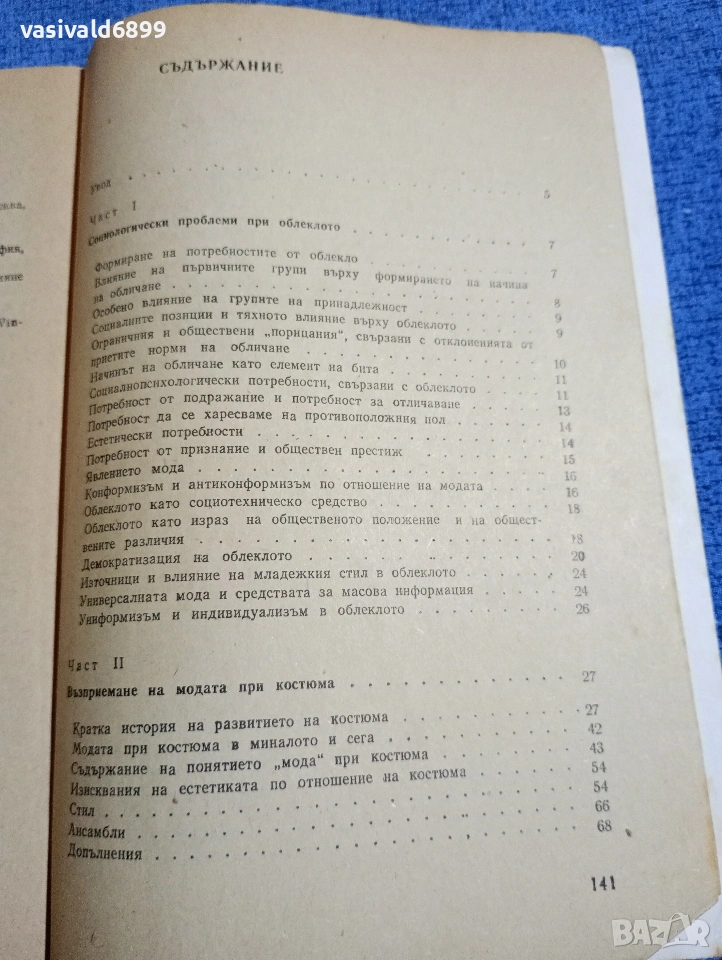 vasivald6899
СЪДЪРЖАНИЕ
Увод . . . . . . . . . . 5
Част I
Социологически проблеми при облеклото . . . . . . . . 7
Формиране на потребностите от облекло . . . . . . . 7
Влияние на първичните групи върху формирането на начина
на обличане . . . . . . . . . . 8
Особено влияние на групите на принадлежност . . . . . 9
Социалните позиции и тяхното влияние върху облеклото . . . 9
Ограничния и обществени „порицания“, свързани с отклоненията от
приетите норми на обличане . . . . . . . . 10
Начинът на обличане като елемент на бита . . . . . . 11
Социалнопсихологически потребности, свързани с облеклото . . 11
Потребност от подражание и потребност за отличаване . . . 13
Потребност да се харесваме на противоположния пол . . . 14
Естетически потребности . . . . . . . . . 14
Потребност от признание и обществен престиж . . . . . 15
Явлението мода . . . . . . . . . . 16
Конформизъм и антиконформизъм по отношение на модата . . 16
Облеклото като социотехническо средство . . . . . . 18
Облеклото като израз на общественото положение и на общест-
вените различия . . . . . . . . . . 18
Демократизация на облеклото . . . . . . . . 20
Източници и влияние на младежкия стил в облеклото . . . . 24
Универсалната мода и средствата за масова информация . . . 24
Униформизъм и индивидуализъм в облеклото . . . . . 26
Част II
Възприемане на модата при костюма . . . . . . . . 27
Кратка история на развитието на костюма . . . . . . 27
Модата при костюма в миналото и сега . . . . . . . 42
Съдържание на понятието „мода“ при костюма . . . . . 43
Изисквания на естетиката по отношение на костюма . . . . 54
Стил . . . . . . . . . . . . 54
Ансамбли . . . . . . . . . . . 66
Допълнения . . . . . . . . . . . 68
141
BAZAR